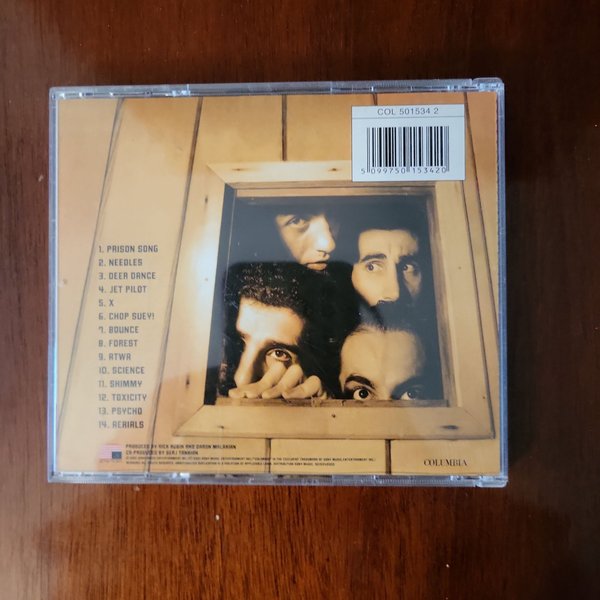 COL 501534 2
5 099750 153420
1. PRISON SONG
2. NEEDLES
3. DEER DANCE
4. JET PILOT
5. X
6. CHOP SUEY!
7. BOUNCE
8. FOREST
9. ATWA
10. SCIENCE
11. SHIMMY
12. TOXICITY
13. PSYCHO
14. AERIALS
PRODUCED BY RICK RUBIN AND DARON MALAKIAN
CO-PRODUCED BY SERJ TANKIAN
COLUMBIA